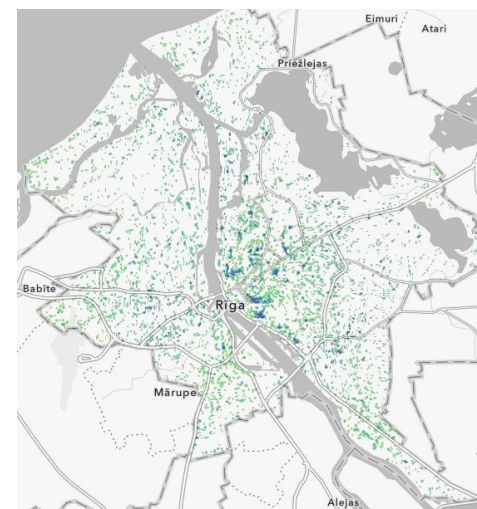 Eimuri
Atari
Priežlejas
Babīte
Rīga
Mārupe
Alejas